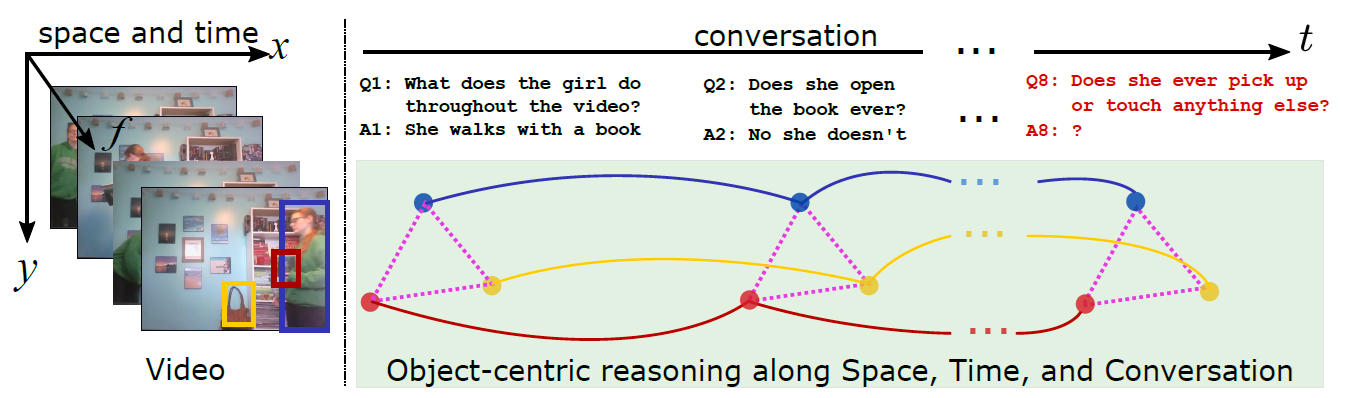 space and time
x
f
y
Video
conversation
...
t
Q1: What does the girl do
throughout the video?
A1: She walks with a book
Q2: Does she open
the book ever?
A2: No she doesn't
...
Q8: Does she ever pick up
or touch anything else?
A8: ?
...
...
...
Object-centric reasoning along Space, Time, and Conversation